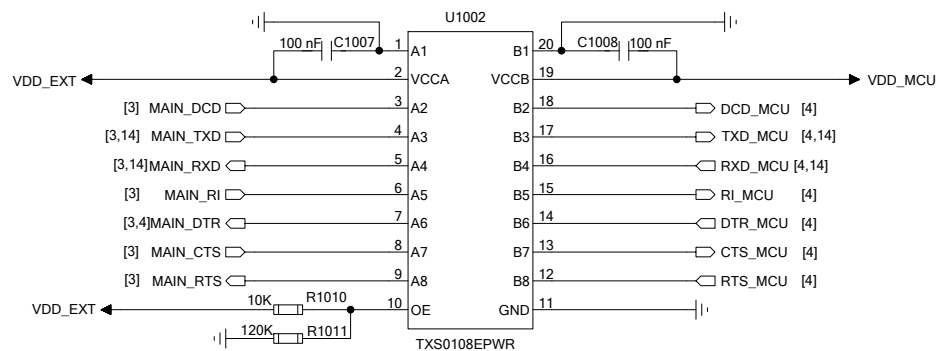 U1002
100 nF C1007 1 A1 B1 20 C1008 100 nF
VDD_EXT 2 VCCA VCCB 19 VDD_MCU
[3] MAIN_DCD 3 A2 B2 18 DCD_MCU [4]
[3,14] MAIN_TXD 4 A3 B3 17 TXD_MCU [4,14]
[3,14] MAIN_RXD 5 A4 B4 16 RXD_MCU [4,14]
[3] MAIN_RI 6 A5 B5 15 RI_MCU [4]
[3,4] MAIN_DTR 7 A6 B6 14 DTR_MCU [4]
[3] MAIN_CTS 8 A7 B7 13 CTS_MCU [4]
[3] MAIN_RTS 9 A8 B8 12 RTS_MCU [4]
VDD_EXT 10K R1010 10 OE GND 11
120K R1011
TXS0108EPWR